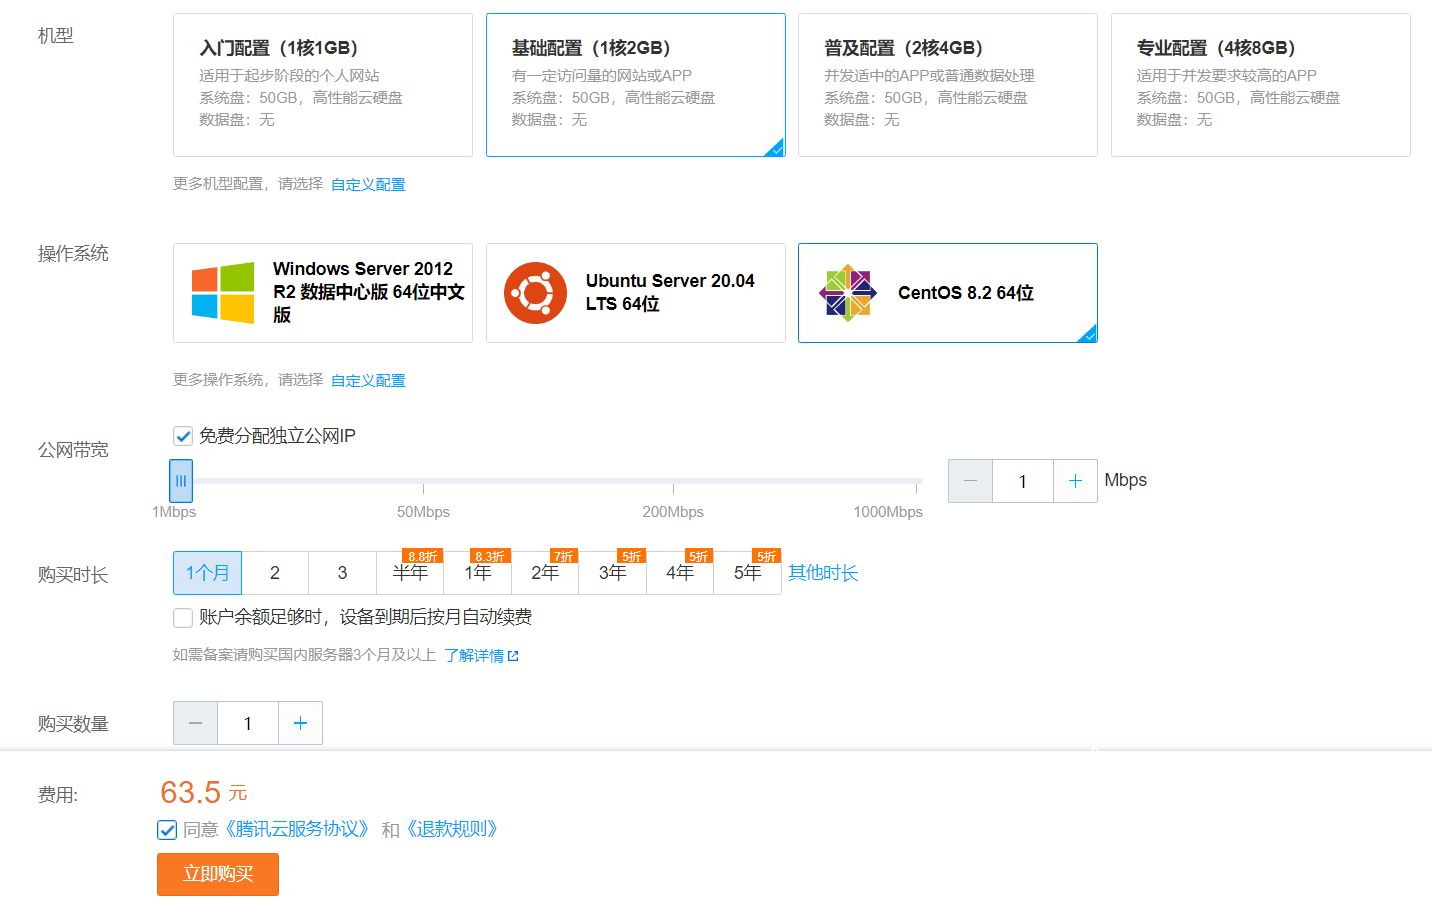 机型
入门配置（1核1GB）
适用于起步阶段的个人网站
系统盘：50GB，高性能云硬盘
数据盘：无
基础配置（1核2GB）
有一定访问量的网站或APP
系统盘：50GB，高性能云硬盘
数据盘：无
普及配置（2核4GB）
并发适中的APP或普通数据处理
系统盘：50GB，高性能云硬盘
数据盘：无
专业配置（4核8GB）
适用于并发要求较高的APP
系统盘：50GB，高性能云硬盘
数据盘：无
更多机型配置，请选择 自定义配置
操作系统
Windows Server 2012
R2 数据中心版 64位中文
版
Ubuntu Server 20.04
LTS 64位
CentOS 8.2 64位
更多操作系统，请选择 自定义配置
公网带宽
免费分配独立公网IP
1 Mbps
1Mbps 50Mbps 200Mbps 1000Mbps
购买时长
8.8折 8.3折 7折 5折 5折 5折
1个月 2 3 半年 1年 2年 3年 4年 5年 其他时长
账户余额足够时，设备到期后按月自动续费
如需备案请购买国内服务器3个月及以上 了解详情
购买数量
1
费用:
63.5 元
同意《腾讯云服务协议》 和《退款规则》
立即购买